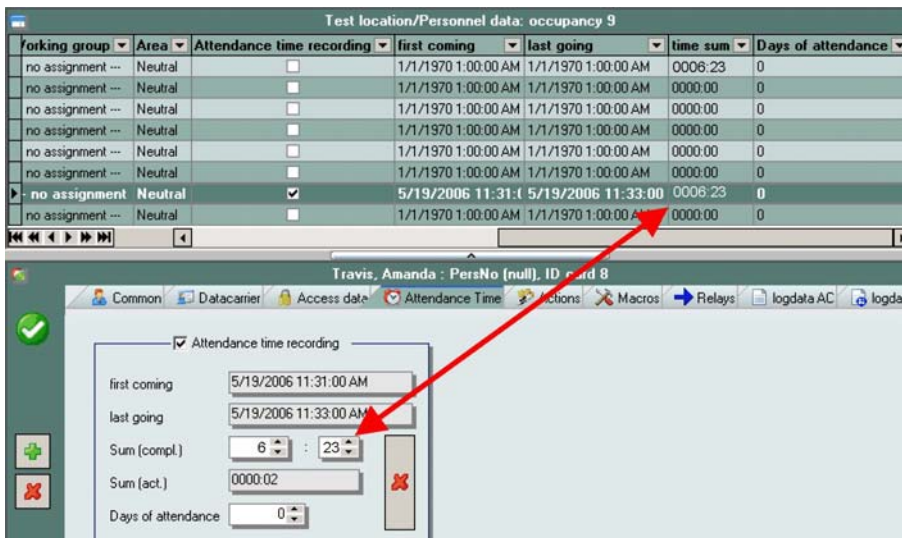 Test location/Personnel data: occupancy 9
orking group Area Attendance time recording first coming last going time sum Days of attendance
no assignment --- Neutral 1/1/1970 1:00:00 AM 1/1/1970 1:00:00 AM 0006:23 0
no assignment --- Neutral 1/1/1970 1:00:00 AM 1/1/1970 1:00:00 AM 0000:00 0
no assignment --- Neutral 1/1/1970 1:00:00 AM 1/1/1970 1:00:00 AM 0000:00 0
no assignment --- Neutral 1/1/1970 1:00:00 AM 1/1/1970 1:00:00 AM 0000:00 0
no assignment --- Neutral 1/1/1970 1:00:00 AM 1/1/1970 1:00:00 AM 0000:00 0
no assignment --- Neutral 1/1/1970 1:00:00 AM 1/1/1970 1:00:00 AM 0000:00 0
- no assignment Neutral 5/19/2006 11:31:( 5/19/2006 11:33:00 0006:23 0
no assignment --- Neutral 1/1/1970 1:00:00 AM 1/1/1970 1:00:00 AM 0000:00 0
Travis, Amanda : PersNo (null), ID card 8
Common Datacarrier Access data Attendance Time Actions Macros Relays logdata AC logda
Attendance time recording
first coming 5/19/2006 11:31:00 AM
last going 5/19/2006 11:33:00 AM
Sum (compl.) 6 : 23
Sum (act.) 0000:02
Days of attendance 0